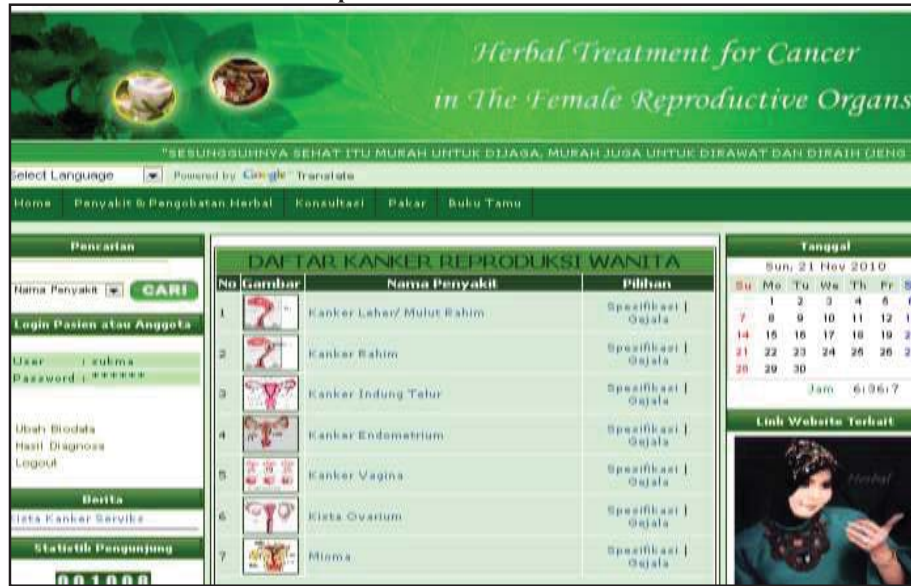 Herbal Treatment for Cancer
in The Female Reproductive Organs
"SESUNGGUHNYA SEHAT ITU MURAH UNTUK DIJAGA, MURAH JUGA UNTUK DIRAWAT DAN DIRAIH (JENG
Select Language Powered by Google Translate
Home Penyakit & Pengobatan Herbal Konsultasi Pakar Buku Tamu
Pencarian
Nama Penyakit CARI
Login Pasien atau Anggota
User : sukma
Password : ******
Ubah Biodata
Hasil Diagnosa
Logout
Berita
Kista Kanker Serviks
Statistik Pengunjung
001008
DAFTAR KANKER REPRODUKSI WANITA
No Gambar Nama Penyakit Pilihan
1 Kanker Leher/ Mulut Rahim Spesifikasi |
Gejala
2 Kanker Rahim Spesifikasi |
Gejala
3 Kanker Indung Telur Spesifikasi |
Gejala
4 Kanker Endometrium Spesifikasi |
Gejala
5 Kanker Vagina Spesifikasi |
Gejala
6 Kista Ovarium Spesifikasi |
Gejala
7 Mioma Spesifikasi |
Gejala
Tanggal
Sun, 21 Nov 2010
Su Mo Tu We Th Fr S
1 2 3 4 5 6
7 8 9 10 11 12 1
14 15 16 17 18 19 2
21 22 23 24 25 26 2
28 29 30
Jam 6:36:7
Link Website Terkait
Herbal